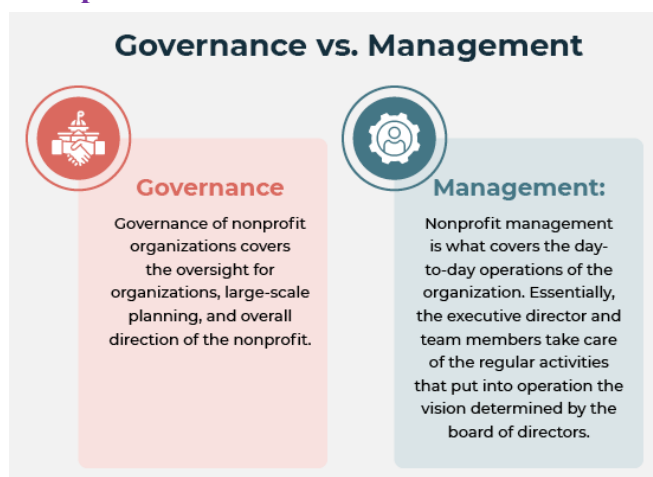 Governance vs. Management
Governance
Governance of nonprofit
organizations covers
the oversight for
organizations, large-scale
planning, and overall
direction of the nonprofit.
Management:
Nonprofit management
is what covers the day-
to-day operations of the
organization. Essentially,
the executive director and
team members take care
of the regular activities
that put into operation the
vision determined by the
board of directors.